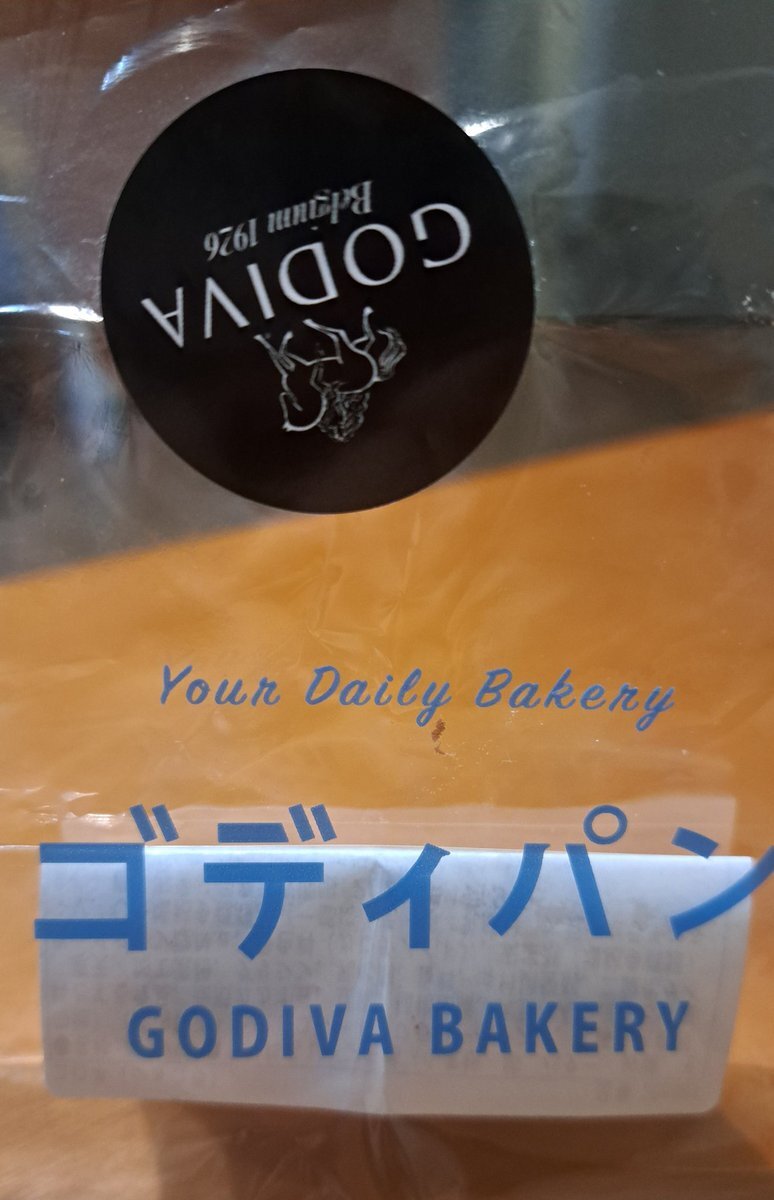 GODIVA
Belgium 1926
Your Daily Bakery
ゴディパン
GODIVA BAKERY